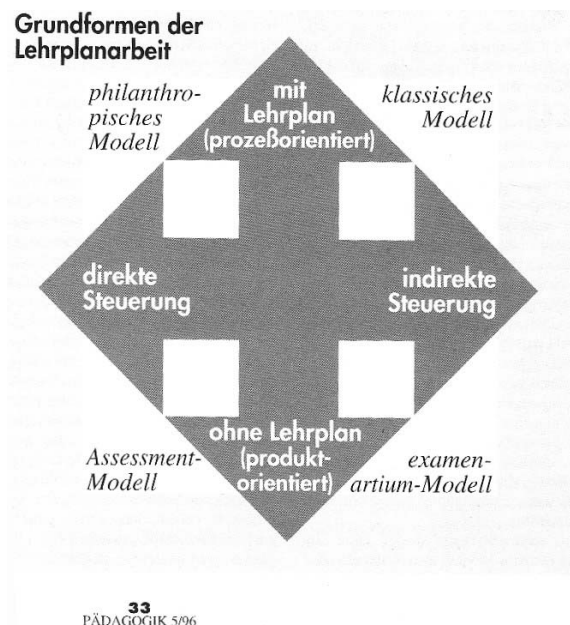 Grundformen der
Lehrplanarbeit
philanthro-
pisches
Modell
mit
Lehrplan
(prozeßorientiert)
klassisches
Modell
direkte
Steuerung
indirekte
Steuerung
Assessment-
Modell
ohne Lehrplan
(produkt-
orientiert)
examen-
artium-Modell
33
PÄDAGOGIK 5/96